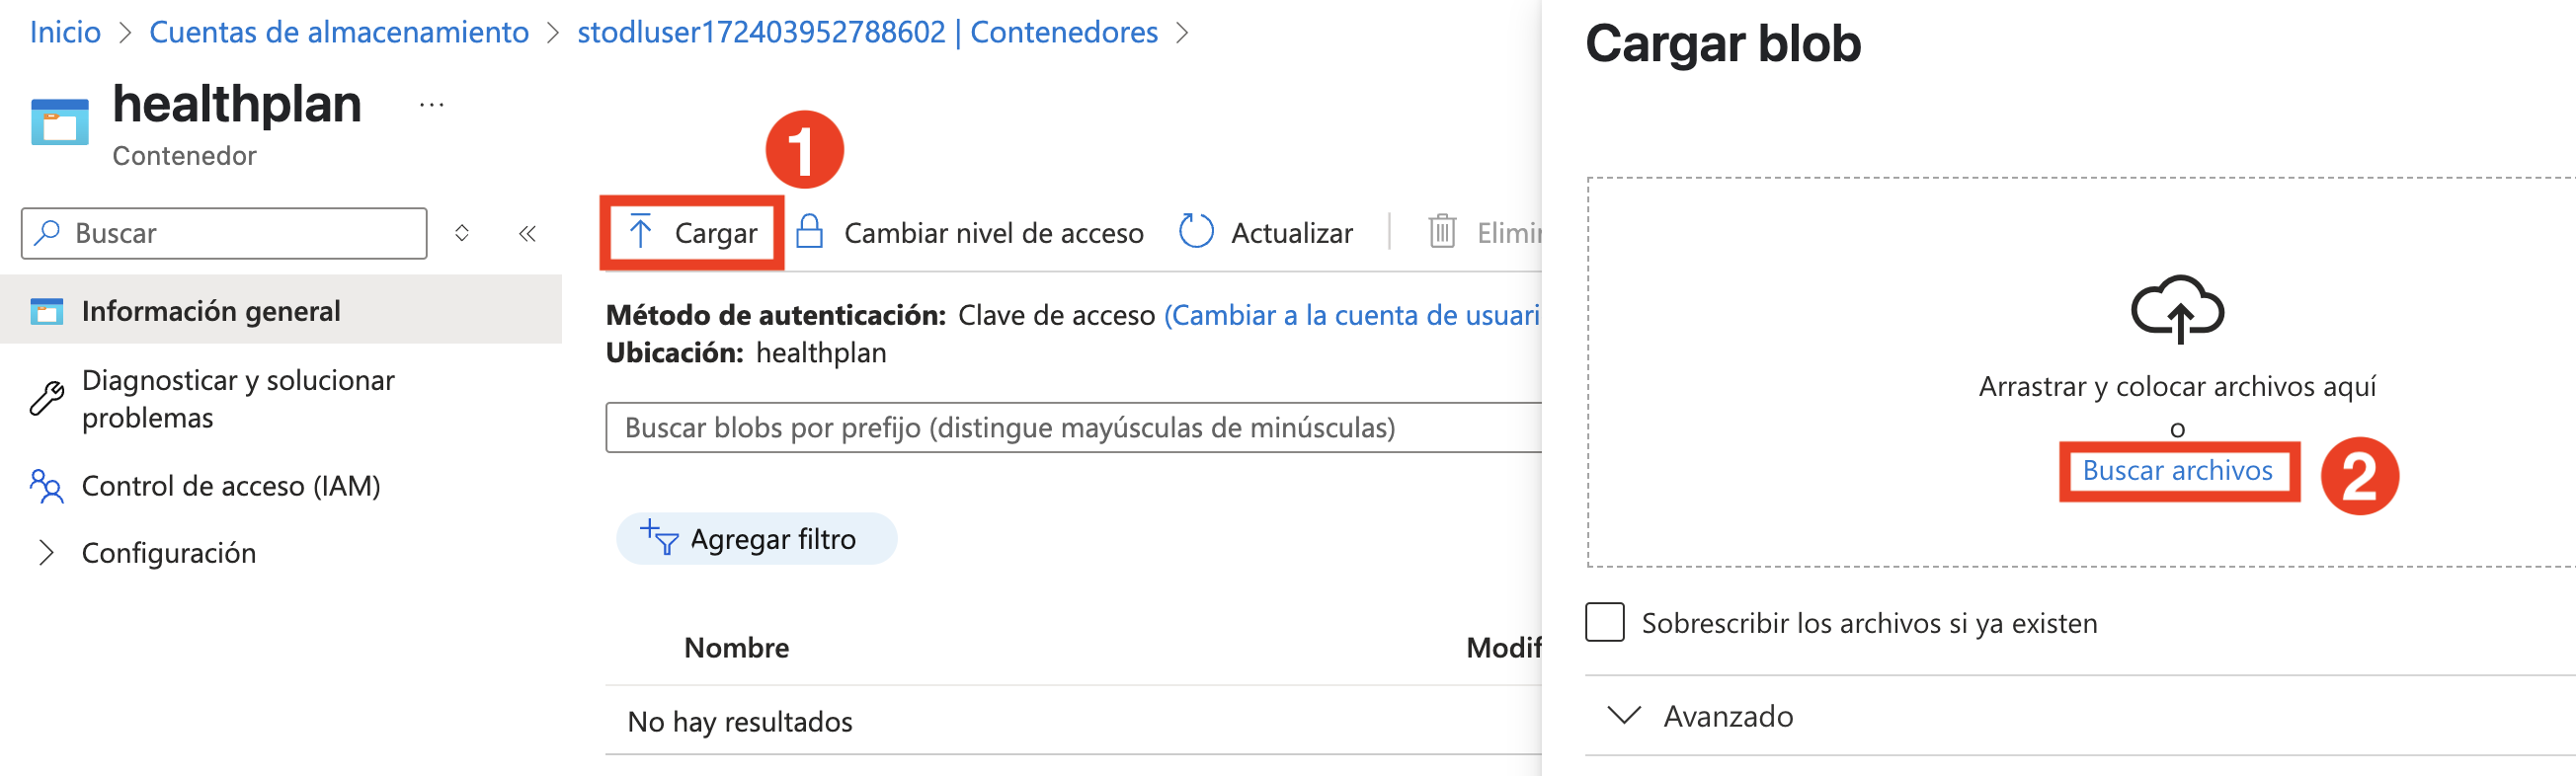 Inicio > Cuentas de almacenamiento > stodluser172403952788602 | Contenedores >
healthplan ...
Contenedor
Buscar
Información general
Diagnosticar y solucionar
problemas
Control de acceso (IAM)
Configuración
1
Cargar Cambiar nivel de acceso Actualizar | Elimin
Método de autenticación: Clave de acceso (Cambiar a la cuenta de usuari
Ubicación: healthplan
Buscar blobs por prefijo (distingue mayúsculas de minúsculas)
Agregar filtro
Nombre Modif
No hay resultados
Cargar blob
Arrastrar y colocar archivos aquí
o
Buscar archivos 2
Sobrescribir los archivos si ya existen
Avanzado